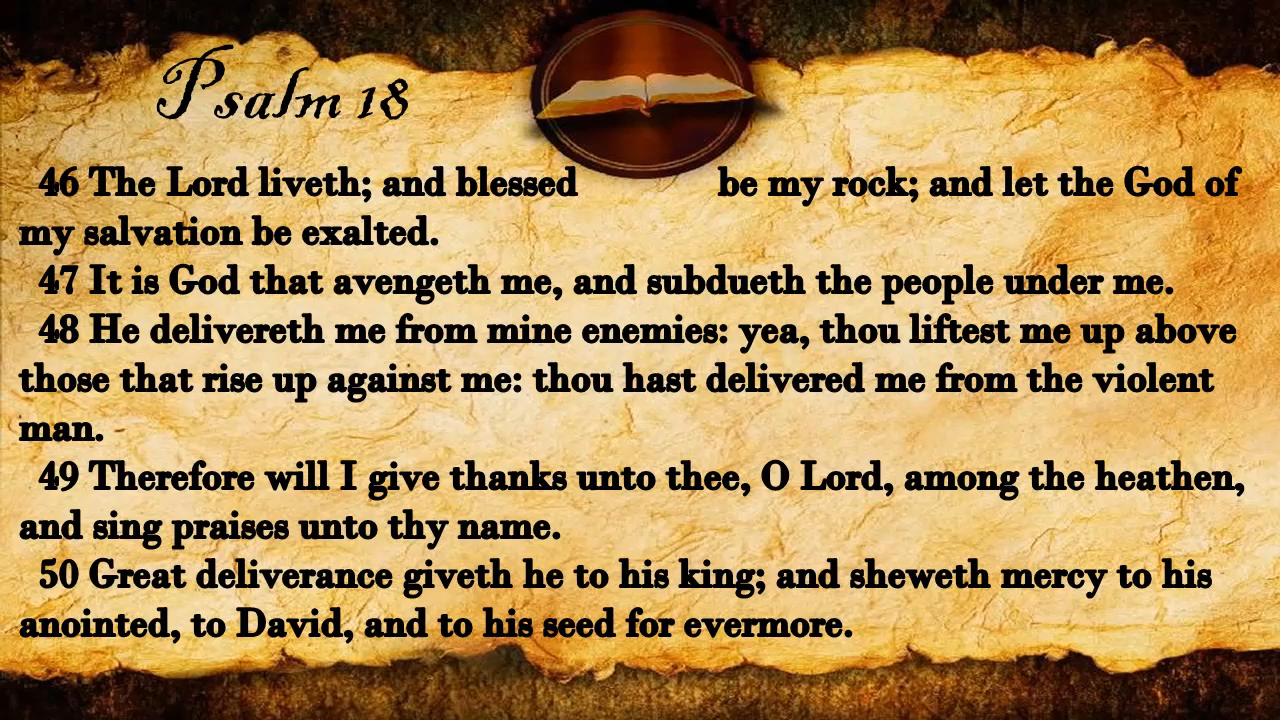 Psalm 18
46 The Lord liveth; and blessed be my rock; and let the God of
my salvation be exalted.
47 It is God that avengeth me, and subdueth the people under me.
48 He delivereth me from mine enemies: yea, thou liftest me up above
those that rise up against me: thou hast delivered me from the violent
man.
49 Therefore will I give thanks unto thee, O Lord, among the heathen,
and sing praises unto thy name.
50 Great deliverance giveth he to his king; and sheweth mercy to his
anointed, to David, and to his seed for evermore.